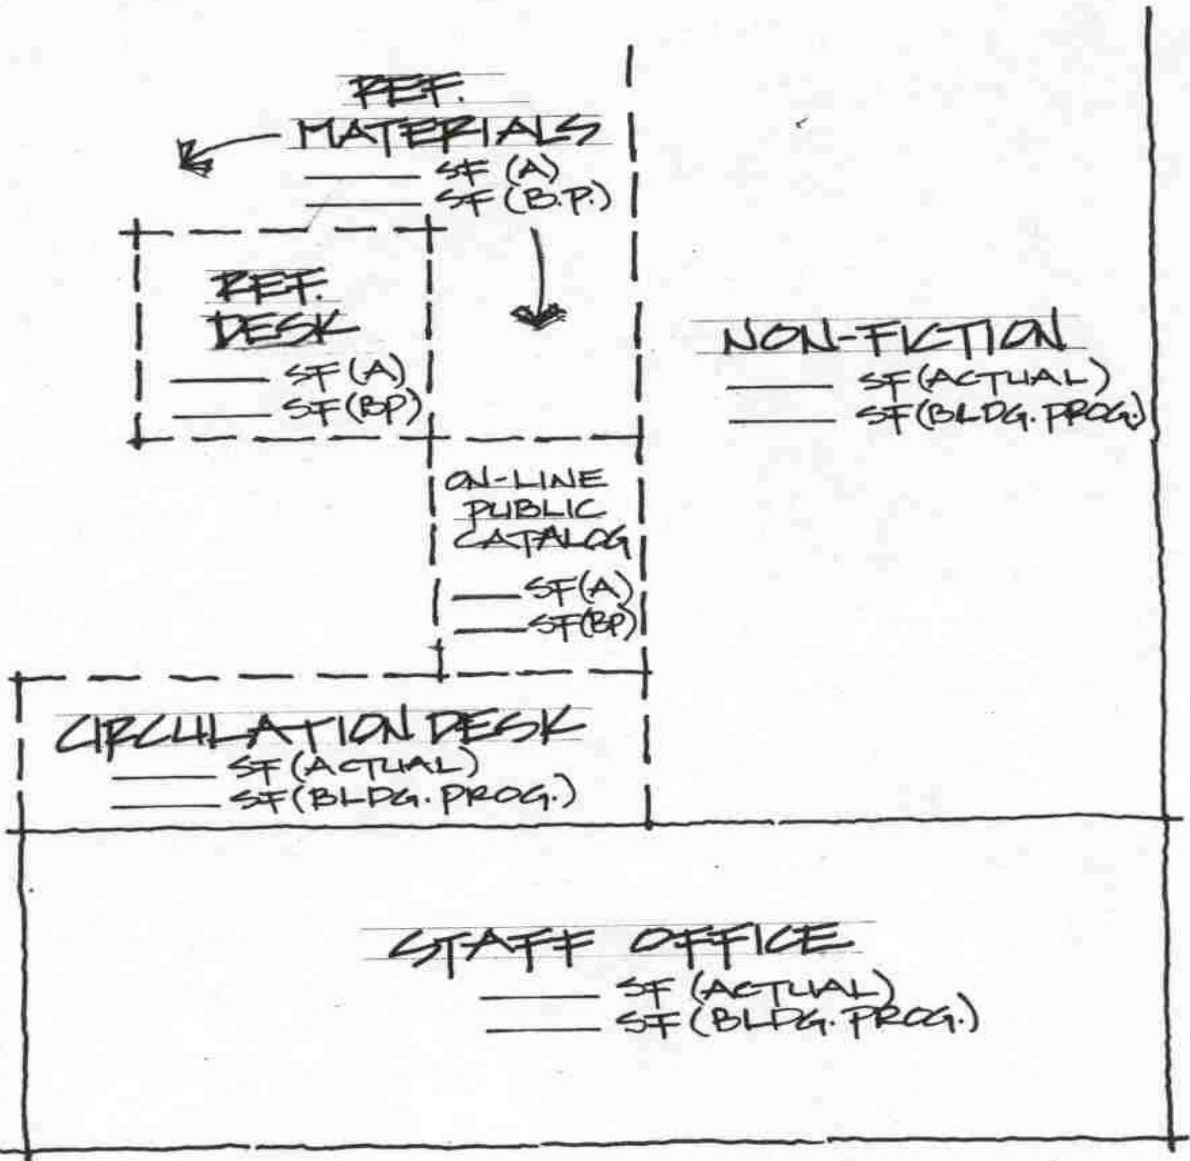 REF.
MATERIALS
SF (A)
SF (B.P.)
REF.
DESK
SF (A)
SF (BP)
NON-FICTION
SF (ACTUAL)
SF (BLDG. PROG.)
ON-LINE
PUBLIC
CATALOG
SF (A)
SF (BP)
CIRCULATION DESK
SF (ACTUAL)
SF (BLDG. PROG.)
STAFF OFFICE
SF (ACTUAL)
SF (BLDG. PROG.)